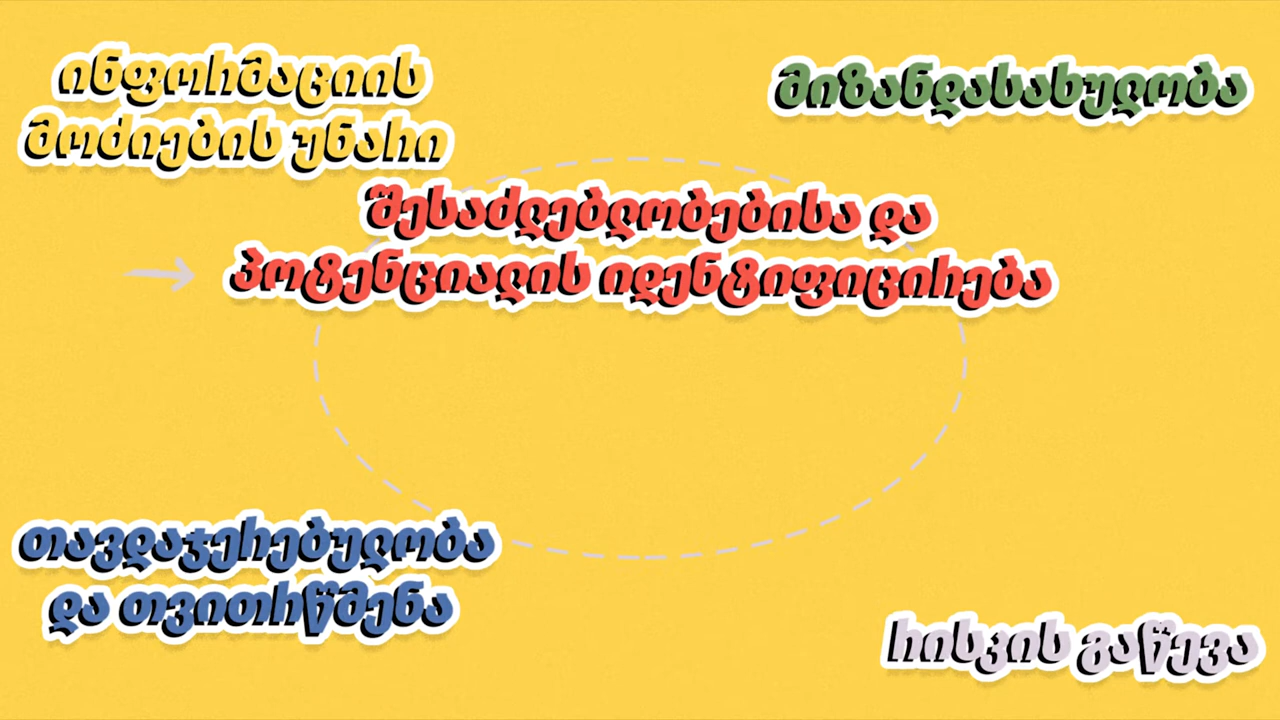 ინფორმაციის
მოძიების უნარი
მიზანდასახულობა
შესაძლებლობებისა და
პოტენციალის იდენტიფიცირება
თავდაჯერებულობა
და თვითრწმენა
რისკის გაწევა